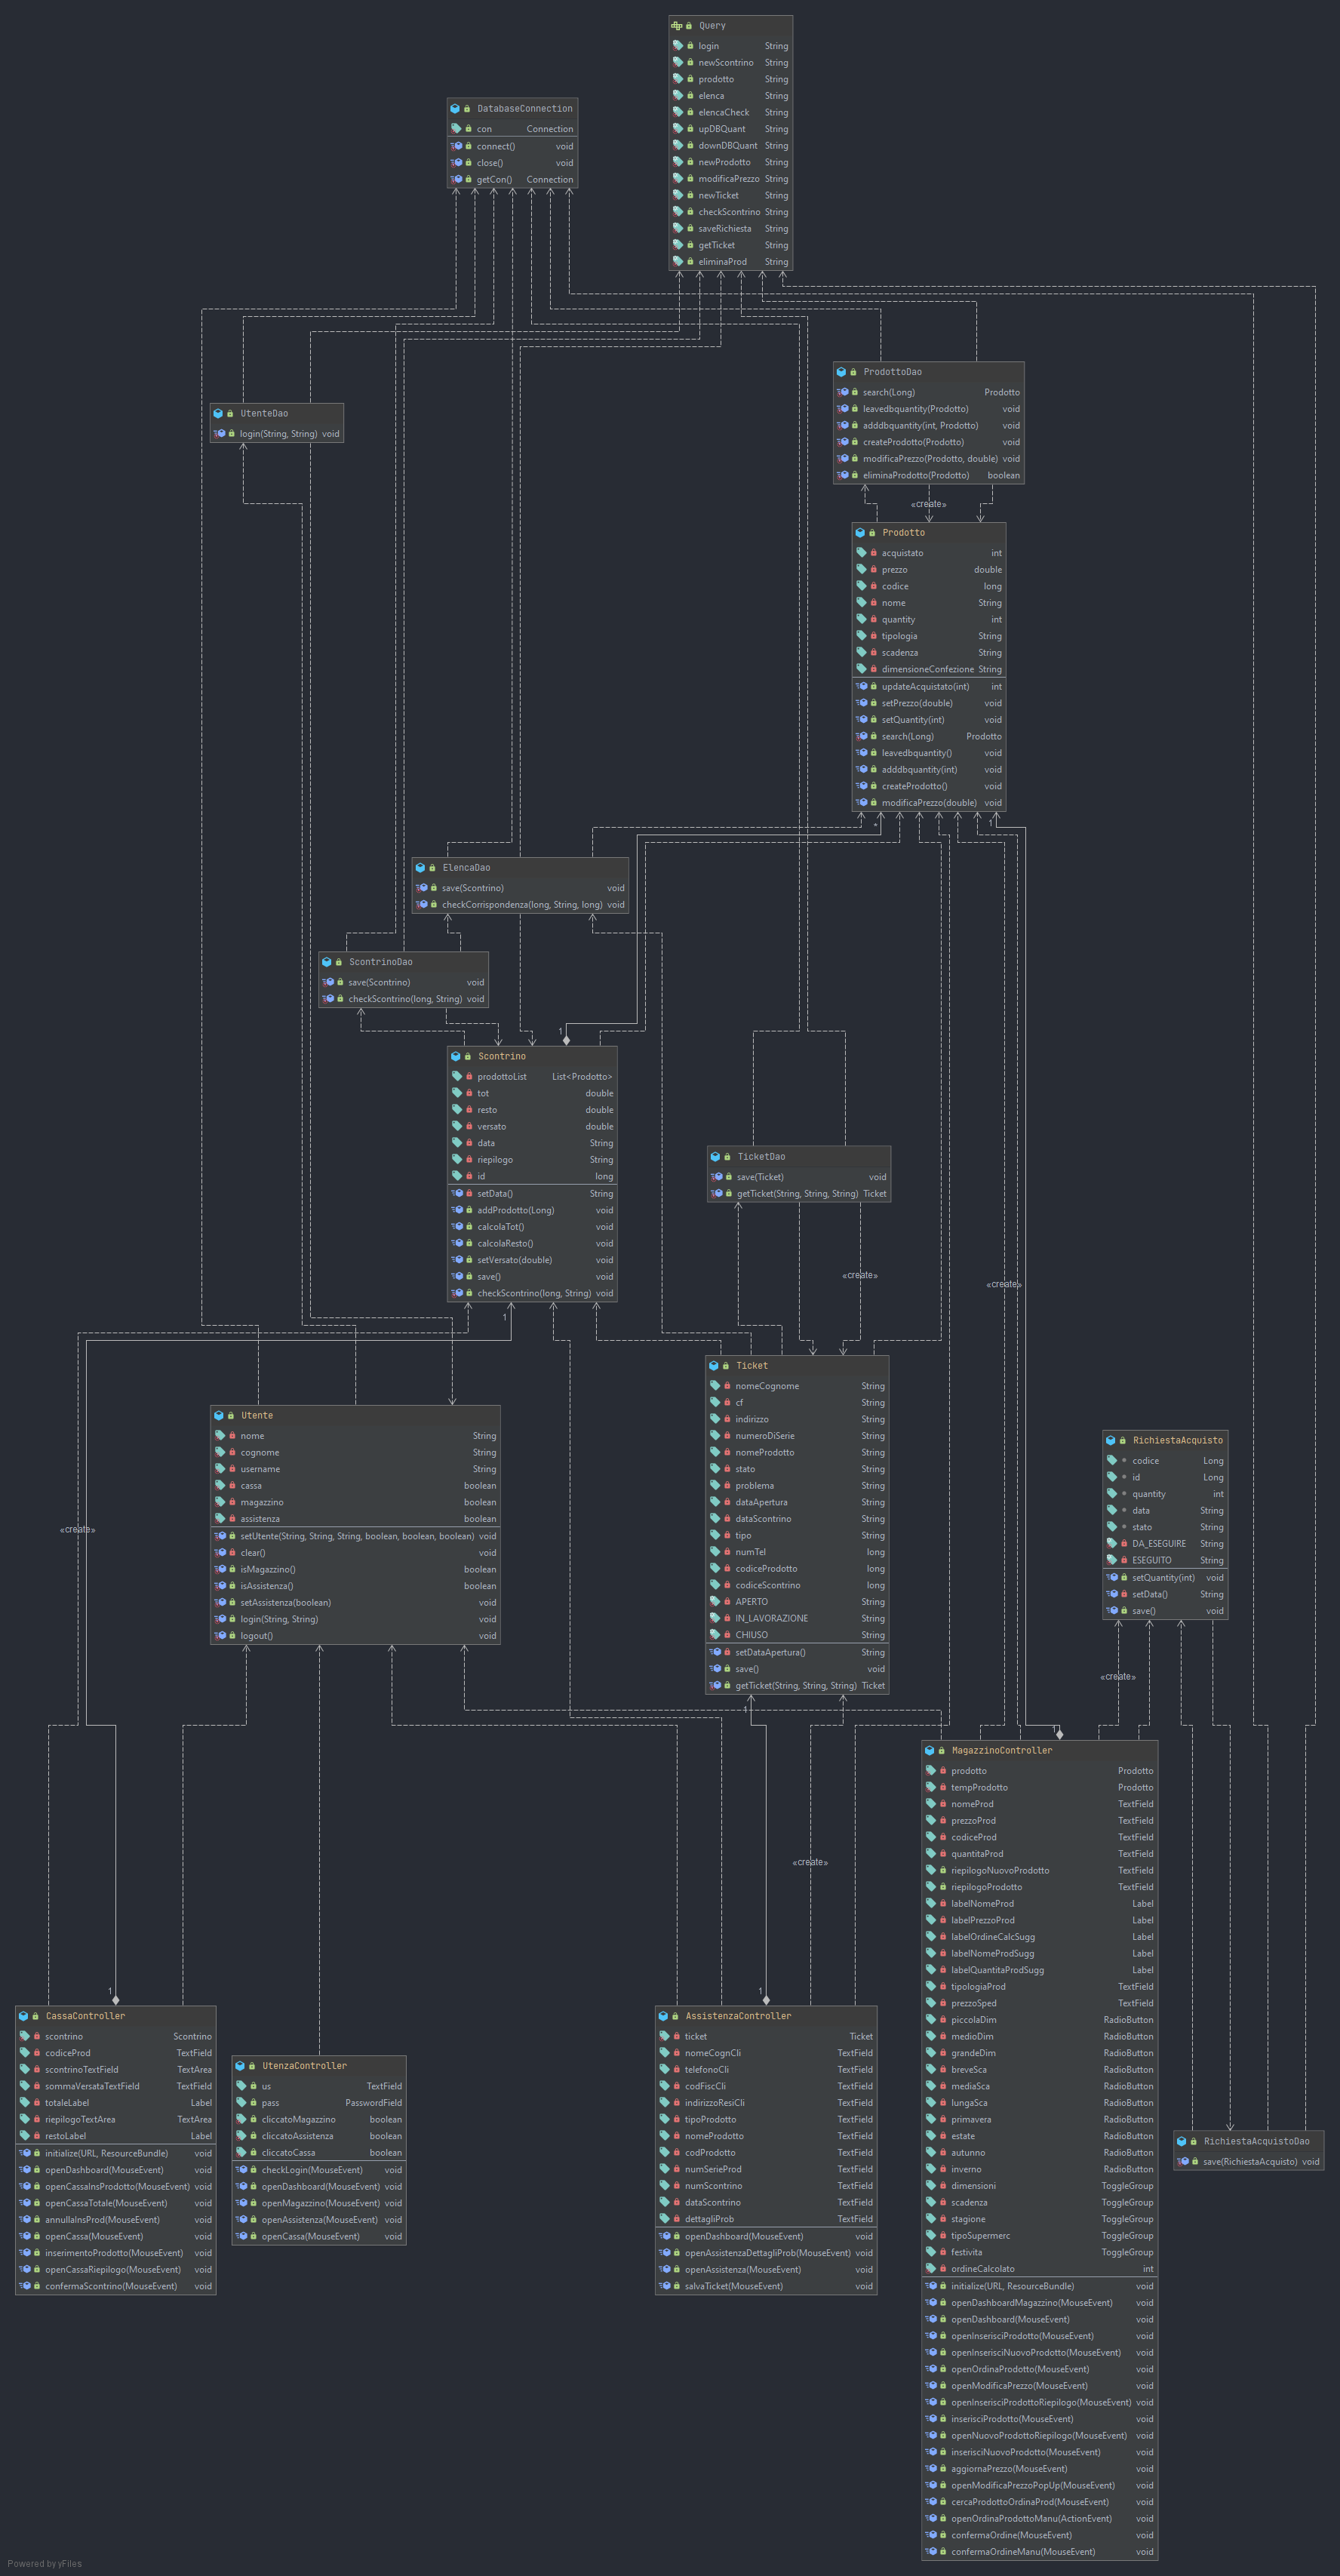 Query
login String
newScontrino String
prodotto String
elenca String
elencaCheck String
upDBQuant String
downDBQuant String
newProdotto String
modificaPrezzo String
newTicket String
checkScontrino String
saveRichiesta String
getTicket String
eliminaProd String
DatabaseConnection
con Connection
connect() void
close() void
getCon() Connection
ProdottoDao
search(Long) Prodotto
leavedbquantity(Prodotto) void
adddbquantity(int, Prodotto) void
createProdotto(Prodotto) void
modificaPrezzo(Prodotto, double) void
eliminaProdotto(Prodotto) boolean
UtenteDao
login(String, String) void
«create»
Prodotto
acquistato int
prezzo double
codice long
nome String
quantity int
tipologia String
scadenza String
dimensioneConfezione String
updateAcquistato(int) int
setPrezzo(double) void
setQuantity(int) void
search(Long) Prodotto
leavedbquantity() void
adddbquantity(int) void
createProdotto() void
modificaPrezzo(double) void
* 1
ElencaDao
save(Scontrino) void
checkCorrispondenza(long, String, long) void
ScontrinoDao
save(Scontrino) void
checkScontrino(long, String) void
1
Scontrino
prodottoList List<Prodotto>
tot double
resto double
versato double
data String
riepilogo String
id long
setData() String
addProdotto(Long) void
calcolaTot() void
calcolaResto() void
setVersato(double) void
save() void
checkScontrino(long, String) void
1
TicketDao
save(Ticket) void
getTicket(String, String, String) Ticket
«create»
«create»
Ticket
nomeCognome String
cf String
indirizzo String
numeroDiSerie String
nomeProdotto String
stato String
problema String
dataApertura String
dataScontrino String
tipo String
numTel long
codiceProdotto long
codiceScontrino long
APERTO String
IN_LAVORAZIONE String
CHIUSO String
setDataApertura() String
save() void
getTicket(String, String, String) Ticket
1
Utente
nome String
cognome String
username String
cassa boolean
magazzino boolean
assistenza boolean
setUtente(String, String, String, boolean, boolean, boolean) void
clear() void
isMagazzino() boolean
isAssistenza() boolean
setAssistenza(boolean) void
login(String, String) void
logout() void
«create»
RichiestaAcquisto
codice Long
id Long
quantity int
data String
stato String
DA_ESEGUIRE String
ESEGUITO String
setQuantity(int) void
setData() String
save() void
«create»
1
MagazzinoController
prodotto Prodotto
tempProdotto Prodotto
nomeProd TextField
prezzoProd TextField
codiceProd TextField
quantitaProd TextField
riepilogoNuovoProdotto TextField
riepilogoProdotto TextField
labelNomeProd Label
labelPrezzoProd Label
labelOrdineCalcSugg Label
labelNomeProdSugg Label
labelQuantitaProdSugg Label
tipologiaProd TextField
prezzoSped TextField
piccolaDim RadioButton
medioDim RadioButton
grandeDim RadioButton
breveSca RadioButton
mediaSca RadioButton
lungaSca RadioButton
primavera RadioButton
estate RadioButton
autunno RadioButton
inverno RadioButton
dimensioni ToggleGroup
scadenza ToggleGroup
stagione ToggleGroup
tipoSupermerc ToggleGroup
festivita ToggleGroup
ordineCalcolato int
initialize(URL, ResourceBundle) void
openDashboardMagazzino(MouseEvent) void
openDashboard(MouseEvent) void
openInserisciProdotto(MouseEvent) void
openInserisciNuovoProdotto(MouseEvent) void
openOrdinaProdotto(MouseEvent) void
openModificaPrezzo(MouseEvent) void
openInserisciProdottoRiepilogo(MouseEvent) void
inserisciProdotto(MouseEvent) void
openNuovoProdottoRiepilogo(MouseEvent) void
inserisciNuovoProdotto(MouseEvent) void
aggiornaPrezzo(MouseEvent) void
openModificaPrezzoPopUp(MouseEvent) void
cercaProdottoOrdinaProd(MouseEvent) void
openOrdinaProdottoManu(ActionEvent) void
confermaOrdine(MouseEvent) void
confermaOrdineManu(MouseEvent) void
«create»
1
CassaController
scontrino Scontrino
codiceProd TextField
scontrinoTextField TextArea
sommaVersataTextField TextField
totaleLabel Label
riepilogoTextArea TextArea
restoLabel Label
initialize(URL, ResourceBundle) void
openDashboard(MouseEvent) void
openCassaInsProdotto(MouseEvent) void
openCassaTotale(MouseEvent) void
annullaInsProd(MouseEvent) void
openCassa(MouseEvent) void
inserimentoProdotto(MouseEvent) void
openCassaRiepilogo(MouseEvent) void
confermaScontrino(MouseEvent) void
UtenzaController
us TextField
pass PasswordField
cliccatoMagazzino boolean
cliccatoAssistenza boolean
cliccatoCassa boolean
checkLogin(MouseEvent) void
openDashboard(MouseEvent) void
openMagazzino(MouseEvent) void
openAssistenza(MouseEvent) void
openCassa(MouseEvent) void
1
AssistenzaController
ticket Ticket
nomeCognCli TextField
telefonoCli TextField
codFiscCli TextField
indirizzoResiCli TextField
tipoProdotto TextField
nomeProdotto TextField
codProdotto TextField
numSerieProd TextField
numScontrino TextField
dataScontrino TextField
dettagliProb TextField
openDashboard(MouseEvent) void
openAssistenzaDettagliProb(MouseEvent) void
openAssistenza(MouseEvent) void
salvaTicket(MouseEvent) void
RichiestaAcquistoDao
save(RichiestaAcquisto) void
Powered by yFiles